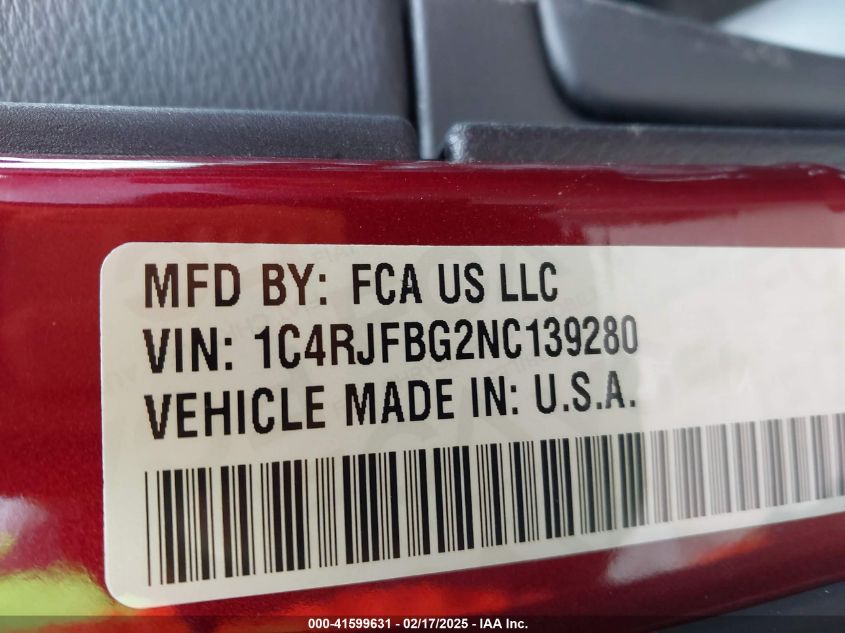 MFD BY: FCA US LLC
VIN: 1C4RJFBG2NC139280
VEHICLE MADE IN: U.S.A.
000-41599631 - 02/17/2025 - IAA Inc.